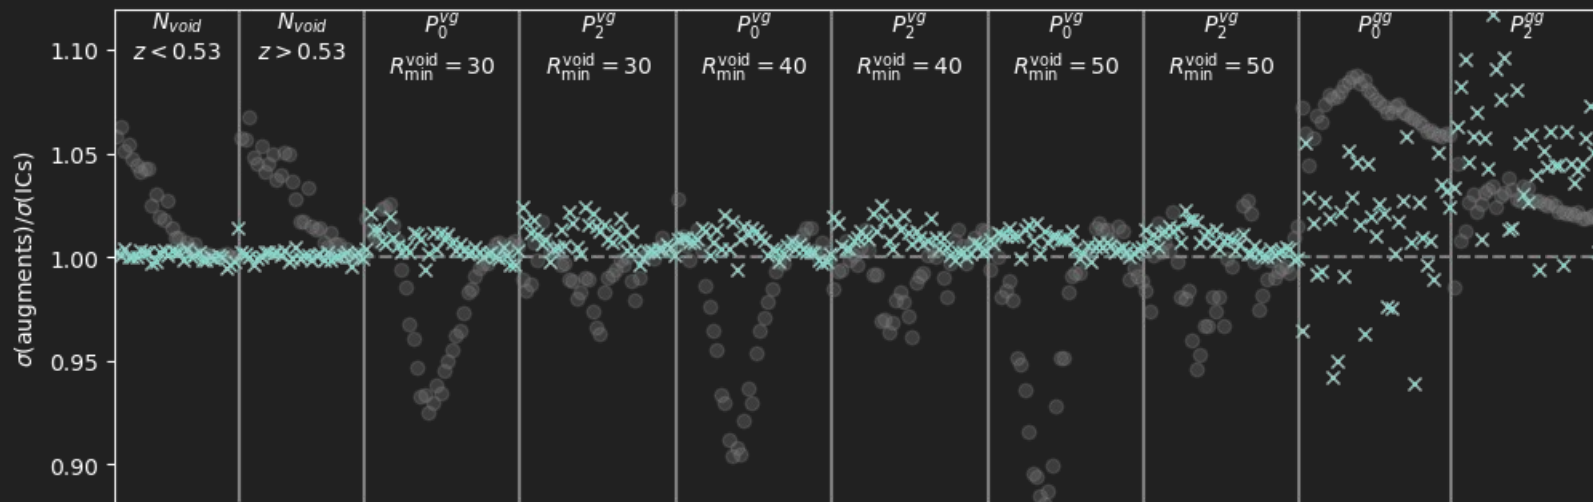 N_void
z < 0.53
N_void
z > 0.53
P_0^{vg}
R_min^void = 30
P_2^{vg}
R_min^void = 30
P_0^{vg}
R_min^void = 40
P_2^{vg}
R_min^void = 40
P_0^{vg}
R_min^void = 50
P_2^{vg}
R_min^void = 50
P_0^{gg}
P_2^{gg}
σ(augments)/σ(ICs)
1.10
1.05
1.00
0.95
0.90